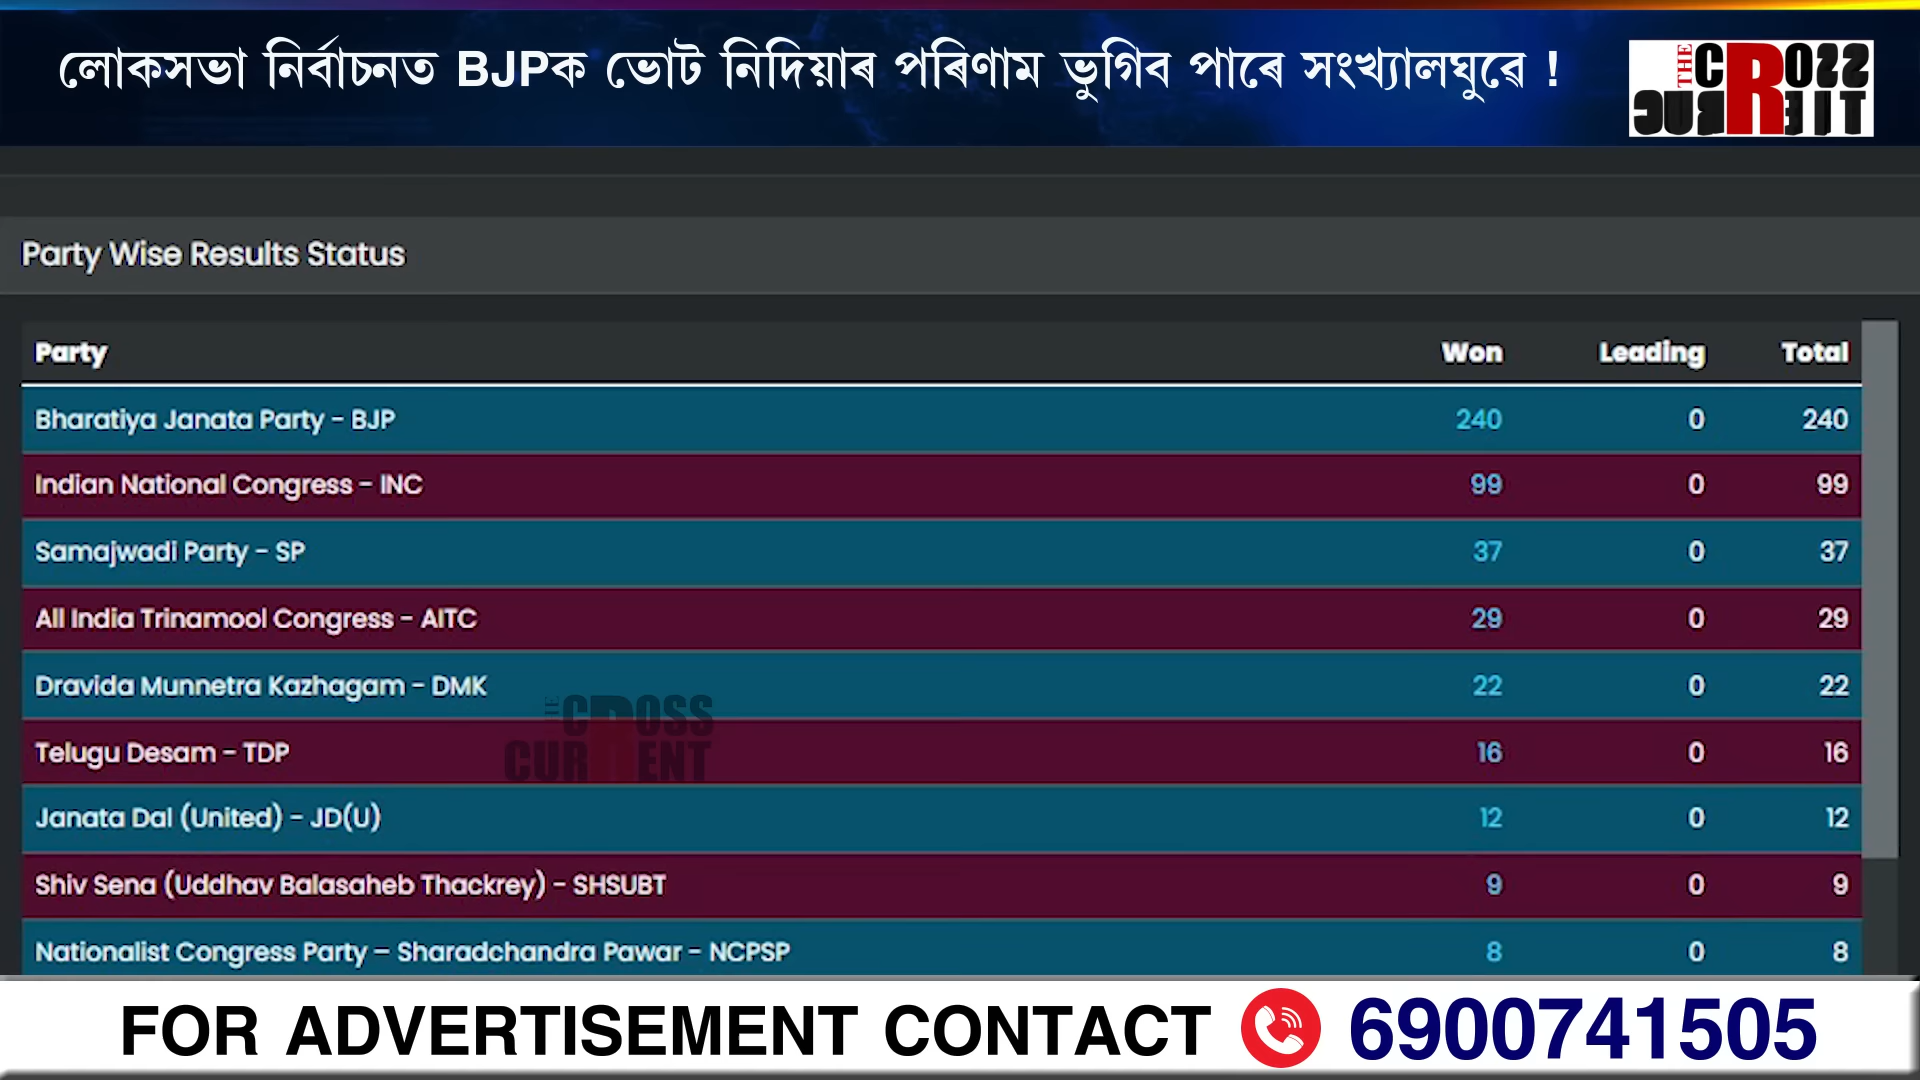 লোকসভা নিৰ্বাচনত BJPক ভোট নিদিয়াৰ পৰিণাম ভুগিব পাৰে সংখ্যালঘুৱে !
THE CROSS
CURRENT
Party Wise Results Status
Party Won Leading Total
Bharatiya Janata Party - BJP 240 0 240
Indian National Congress - INC 99 0 99
Samajwadi Party - SP 37 0 37
All India Trinamool Congress - AITC 29 0 29
Dravida Munnetra Kazhagam - DMK 22 0 22
THE CROSS
CURRENT
Telugu Desam - TDP 16 0 16
Janata Dal (United) - JD(U) 12 0 12
Shiv Sena (Uddhav Balasaheb Thackrey) - SHSUBT 9 0 9
Nationalist Congress Party – Sharadchandra Pawar - NCPSP 8 0 8
FOR ADVERTISEMENT CONTACT 6900741505